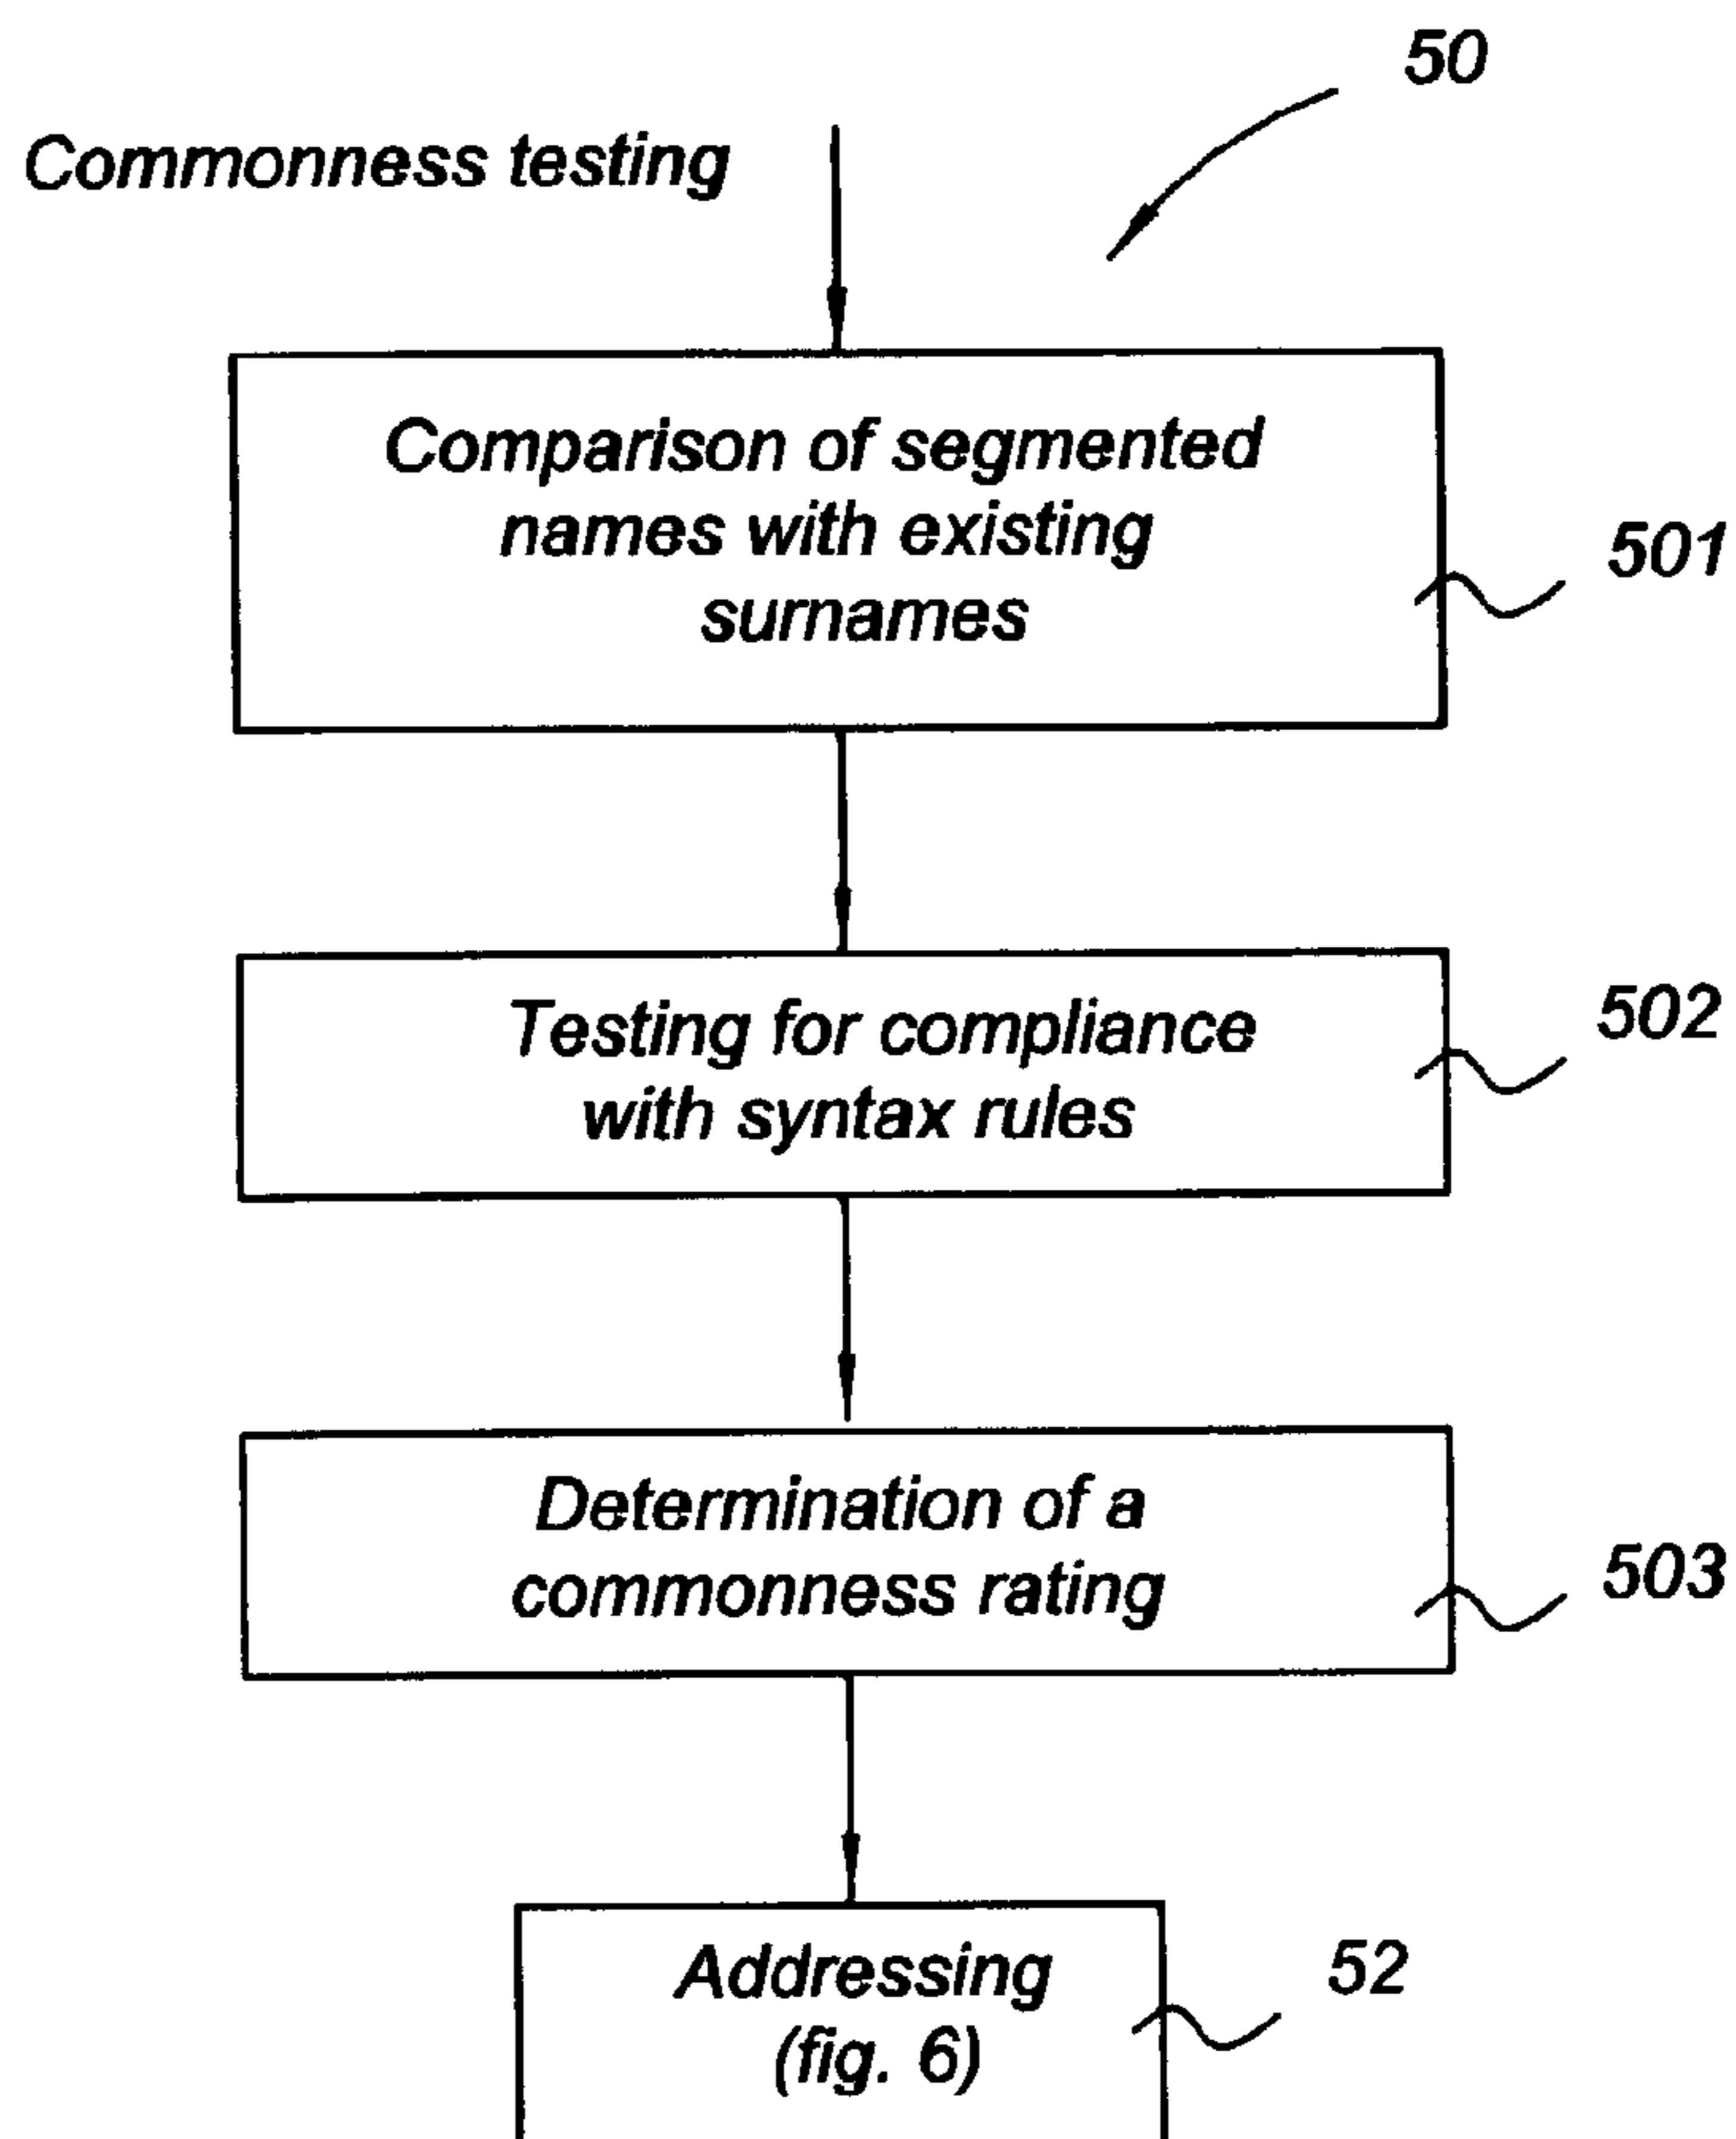 50
Commonness testing
Comparison of segmented
names with existing
surnames
501
Testing for compliance
with syntax rules
502
Determination of a
commonness rating
503
Addressing
(fig. 6)
52